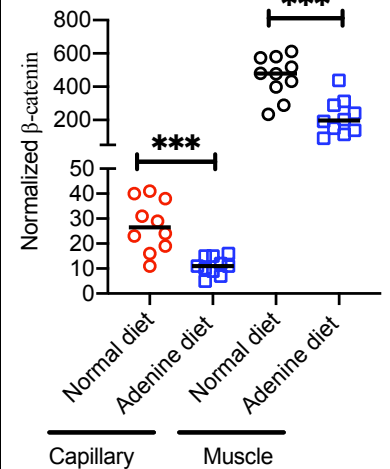 ***
800
600
400
200
***
50
40
30
20
10
0
Normalized β-catenin
Normal diet
Adenine diet
Normal diet
Adenine diet
Capillary
Muscle